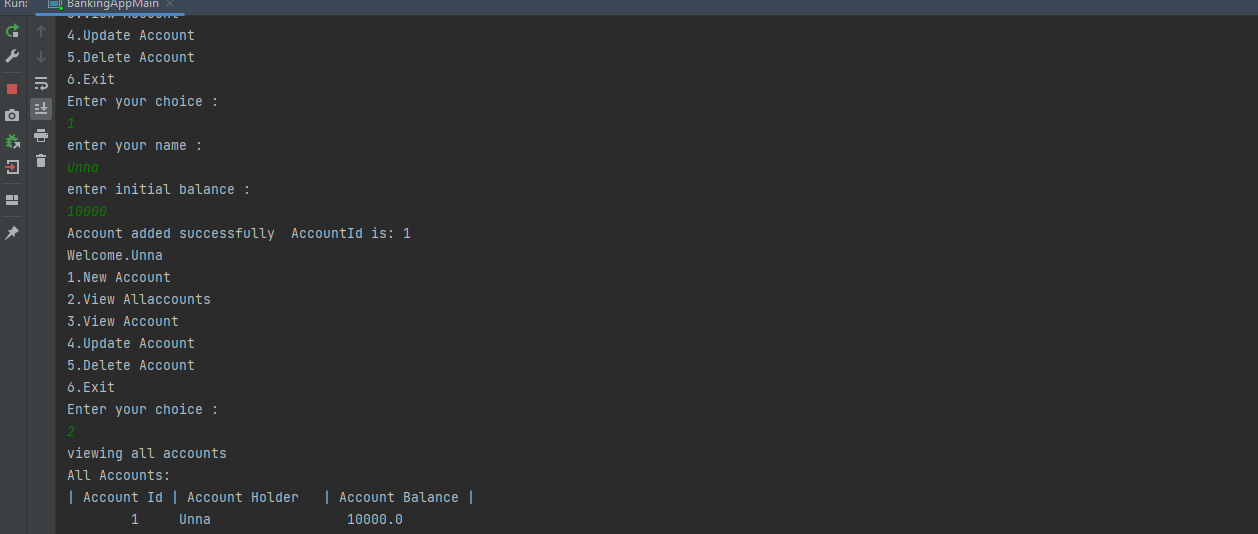 Run: BankingAppMain
3.View Account
4.Update Account
5.Delete Account
6.Exit
Enter your choice :
1
enter your name :
Unna
enter initial balance :
10000
Account added successfully  AccountId is: 1
Welcome.Unna
1.New Account
2.View Allaccounts
3.View Account
4.Update Account
5.Delete Account
6.Exit
Enter your choice :
2
viewing all accounts
All Accounts:
| Account Id | Account Holder   | Account Balance |
1     Unna                 10000.0